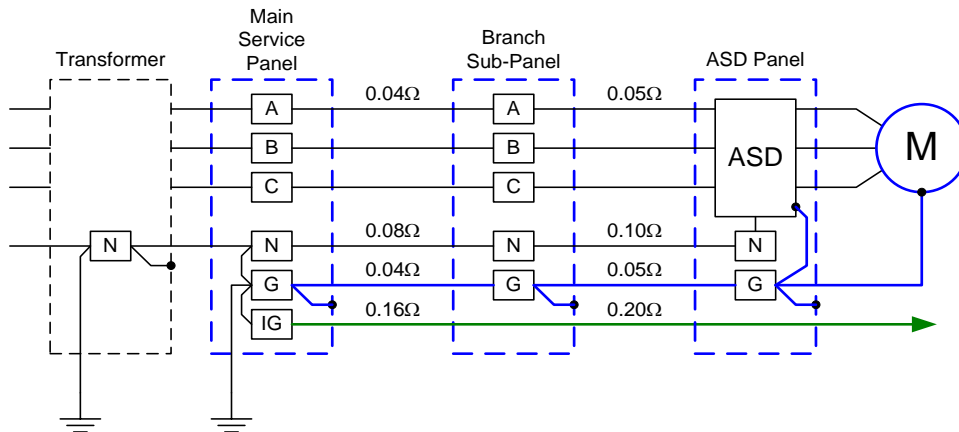 Main
Service
Panel
Transformer
Branch
Sub-Panel
ASD Panel
A
0.04Ω
A
0.05Ω
B
B
ASD
M
C
C
N
N
0.08Ω
N
0.10Ω
N
G
0.04Ω
G
0.05Ω
G
IG
0.16Ω
0.20Ω